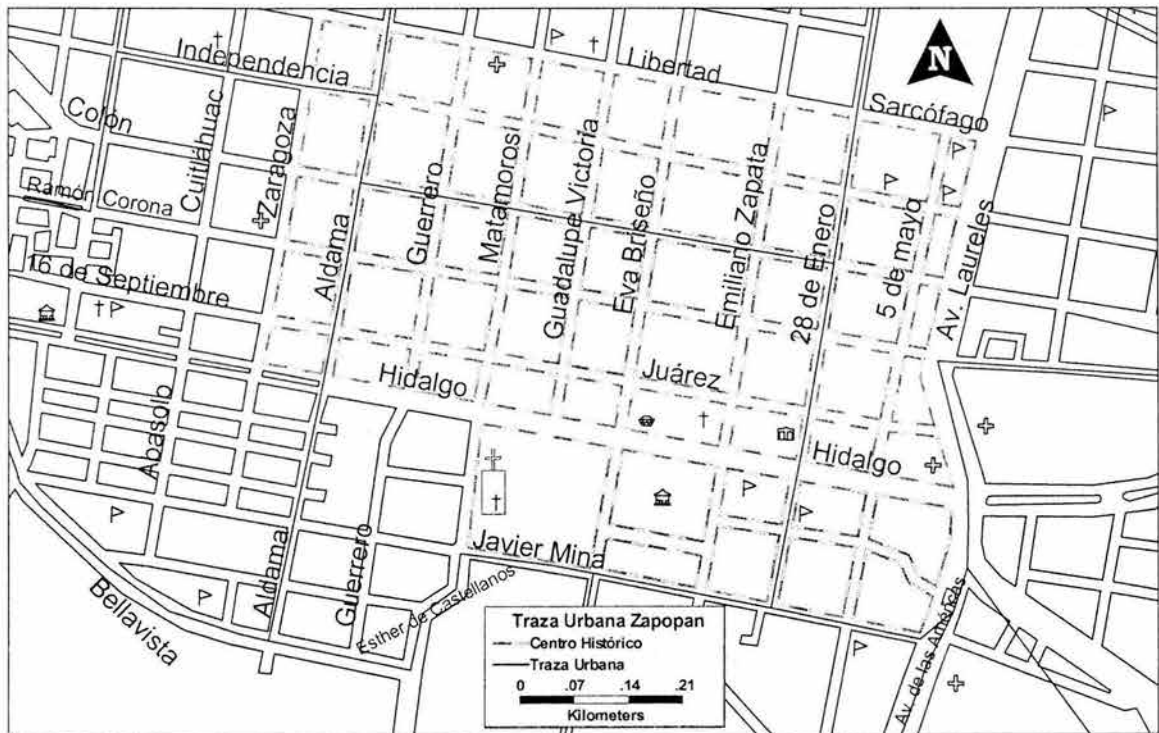 Independencia
Libertad
N
Sarcófago
Colón
Cuitláhuac
Zaragoza
Ramón Corona
Aldama
Guerrero
Matamorosi
Guadalupe Victoria
Eva Briseño
Emiliano Zapata
28 de Enero
5 de mayo
Av. Laureles
16 de Septiembre
Hidalgo
Juárez
Hidalgo
Abasolo
Aldama
Guerrero
Javier Mina
Esther de Castellanos
Bellavista
Av. de las Américas
Traza Urbana Zapopan
Centro Histórico
Traza Urbana
0 .07 .14 .21
Kilometers